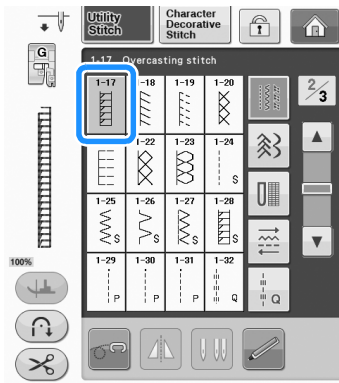 Utility Stitch
Character Decorative Stitch
G
1-17 Overcasting stitch
1-17 1-18 1-19 1-20
2/3
1-22 1-23 1-24
S
1-25 1-26 1-27 1-28
S S S S
1-29 1-30 1-31 1-32
P P P Q
Q
100%